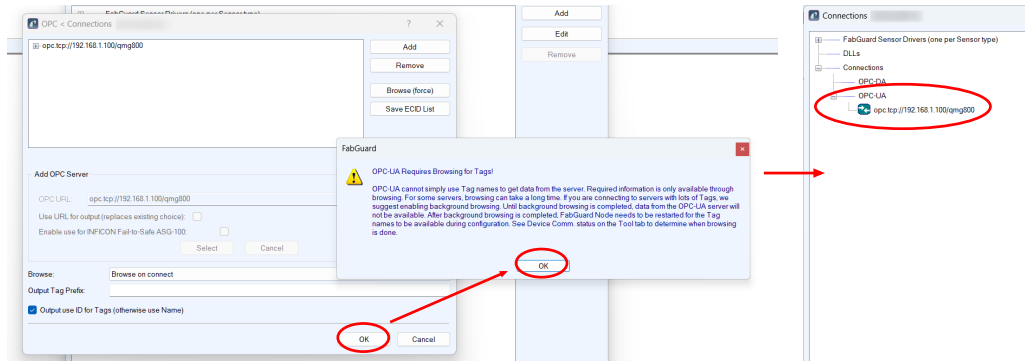 FabGuard Sensor Drivers (one per Sensor type)
OPC < Connections
?
opc.tcp://192.168.1.100/qmg800
Add
Remove
Browse (force)
Save ECID List
Add OPC Server
OPC URL:
opc.tcp://192.168.1.100/qmg800
Use URL for output (replaces existing choice):
Enable use for INFICON Fail-to-Safe ASG-100:
Select
Cancel
Browse:
Browse on connect
Output Tag Prefix:
Output use ID for Tags (otherwise use Name)
OK
Cancel
Add
Edit
Remove
FabGuard
OPC-UA Requires Browsing for Tags!
OPC-UA cannot simply use Tag names to get data from the server. Required information is only available through
browsing. For some servers, browsing can take a long time. If you are connecting to servers with lots of Tags, we
suggest enabling background browsing. Until background browsing is completed, data from the OPC-UA server will
not be available. After background browsing is completed, FabGuard Node needs to be restarted for the Tag
names to be available during configuration. See Device Comm. status on the Tool tab to determine when browsing
is done.
OK
Connections
FabGuard Sensor Drivers (one per Sensor type)
DLLs
Connections
OPC-DA
OPC-UA
opc.tcp://192.168.1.100/qmg800